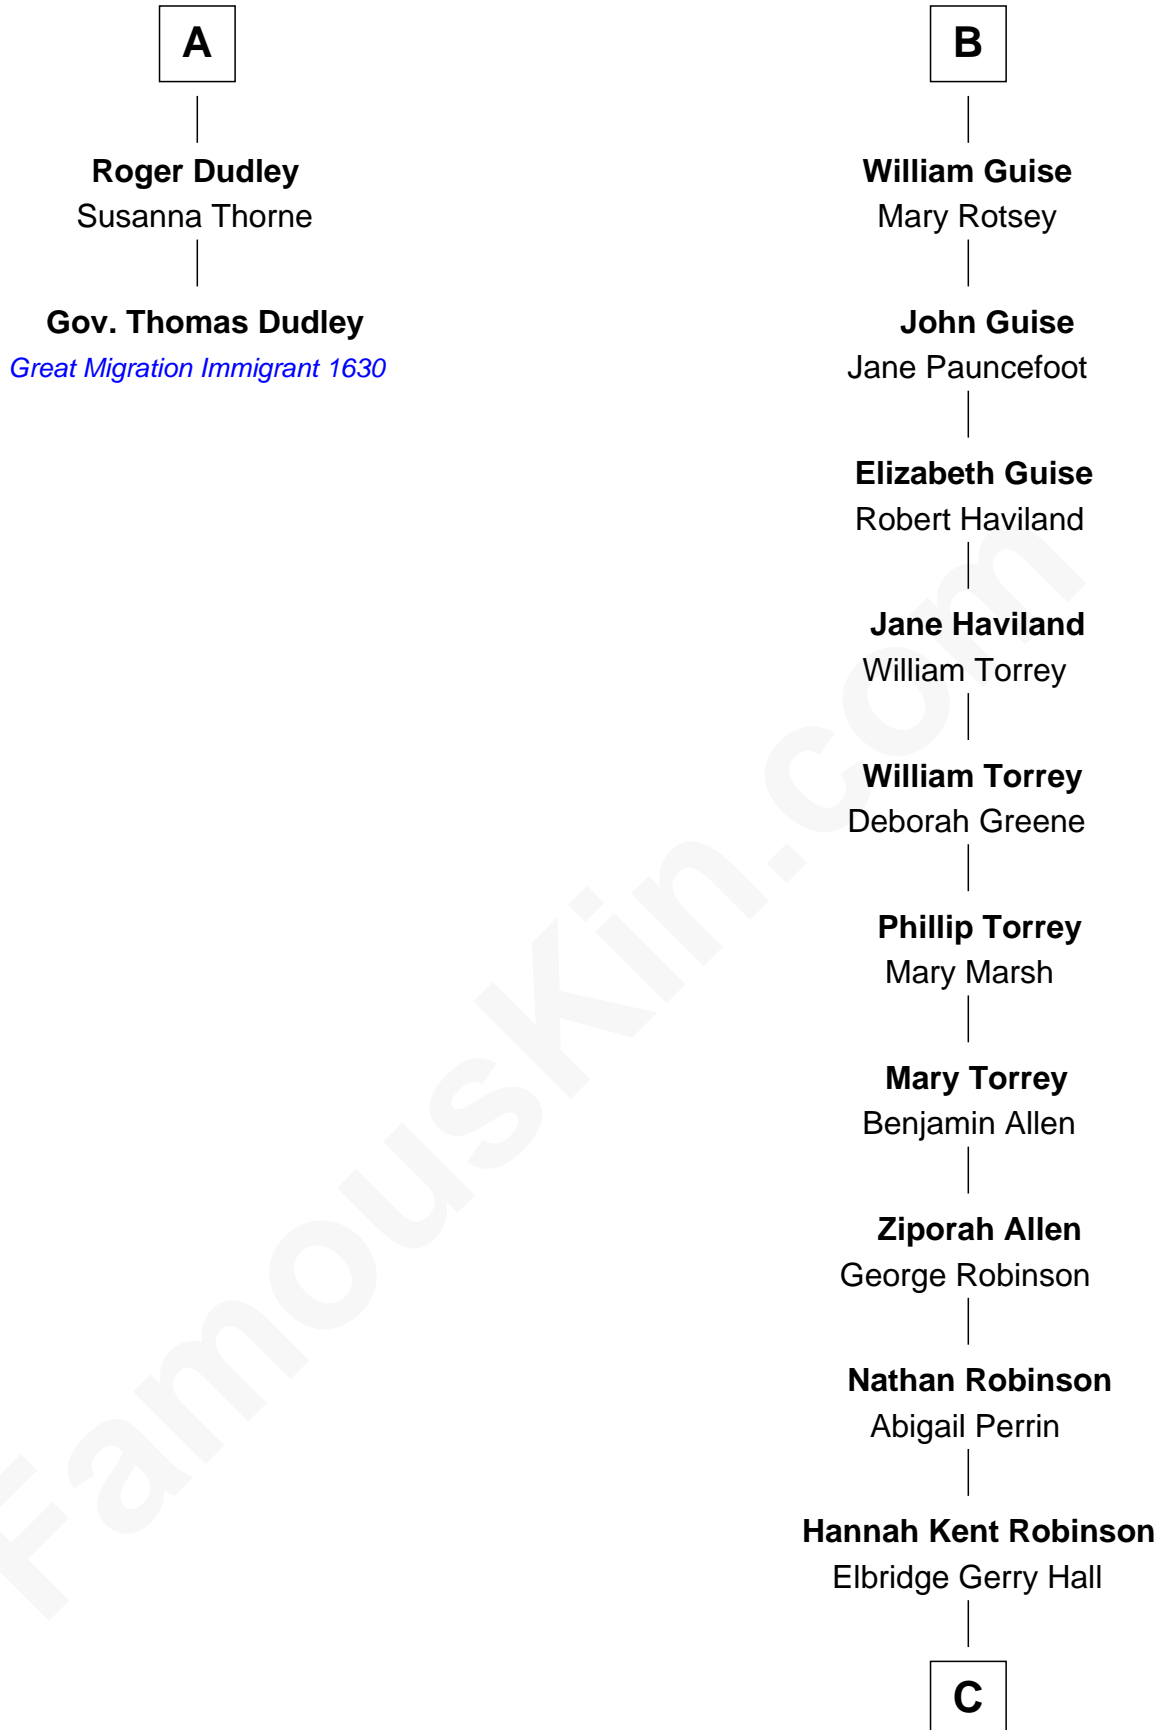 A
Roger Dudley
Susanna Thorne
Gov. Thomas Dudley
Great Migration Immigrant 1630
B
William Guise
Mary Rotsey
John Guise
Jane Pauncefoot
Elizabeth Guise
Robert Haviland
Jane Haviland
William Torrey
William Torrey
Deborah Greene
Phillip Torrey
Mary Marsh
Mary Torrey
Benjamin Allen
Ziporah Allen
George Robinson
Nathan Robinson
Abigail Perrin
Hannah Kent Robinson
Elbridge Gerry Hall
C
FamousKin.com